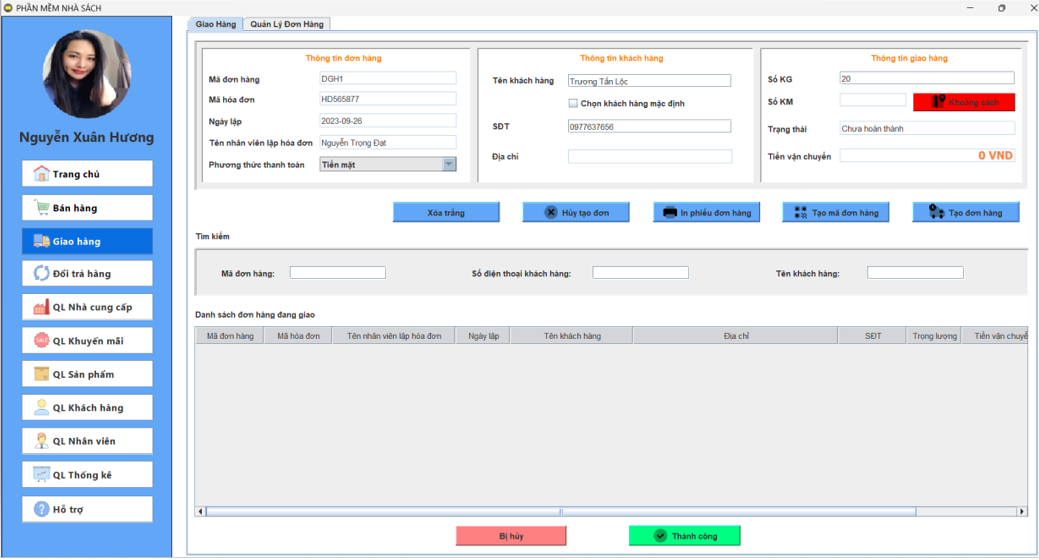 PHẦN MỀM NHÀ SÁCH
Giao Hàng Quản Lý Đơn Hàng
Nguyễn Xuân Hương
Trang chủ
Bán hàng
Giao hàng
Đổi trả hàng
QL Nhà cung cấp
SALE QL Khuyến mãi
QL Sản phẩm
QL Khách hàng
QL Nhân viên
QL Thống kê
? Hỗ trợ
Thông tin đơn hàng
Mã đơn hàng DGH1
Mã hóa đơn HD565877
Ngày lập 2023-09-26
Tên nhân viên lập hóa đơn Nguyễn Trọng Đạt
Phương thức thanh toán Tiền mặt
Thông tin khách hàng
Tên khách hàng Trương Tấn Lộc
Chọn khách hàng mặc định
SĐT 0977637656
Địa chỉ
Thông tin giao hàng
Số KG 20
Số KM Khoảng cách
Trạng thái Chưa hoàn thành
Tiền vận chuyển 0 VND
Xóa trắng Hủy tạo đơn In phiếu đơn hàng Tạo mã đơn hàng Tạo đơn hàng
Tìm kiếm
Mã đơn hàng: Số điện thoại khách hàng: Tên khách hàng:
Danh sách đơn hàng đang giao
Mã đơn hàng Mã hóa đơn Tên nhân viên lập hóa đơn Ngày lập Tên khách hàng Địa chỉ SĐT Trọng lượng Tiền vận chuyể
Bị hủy Thành công